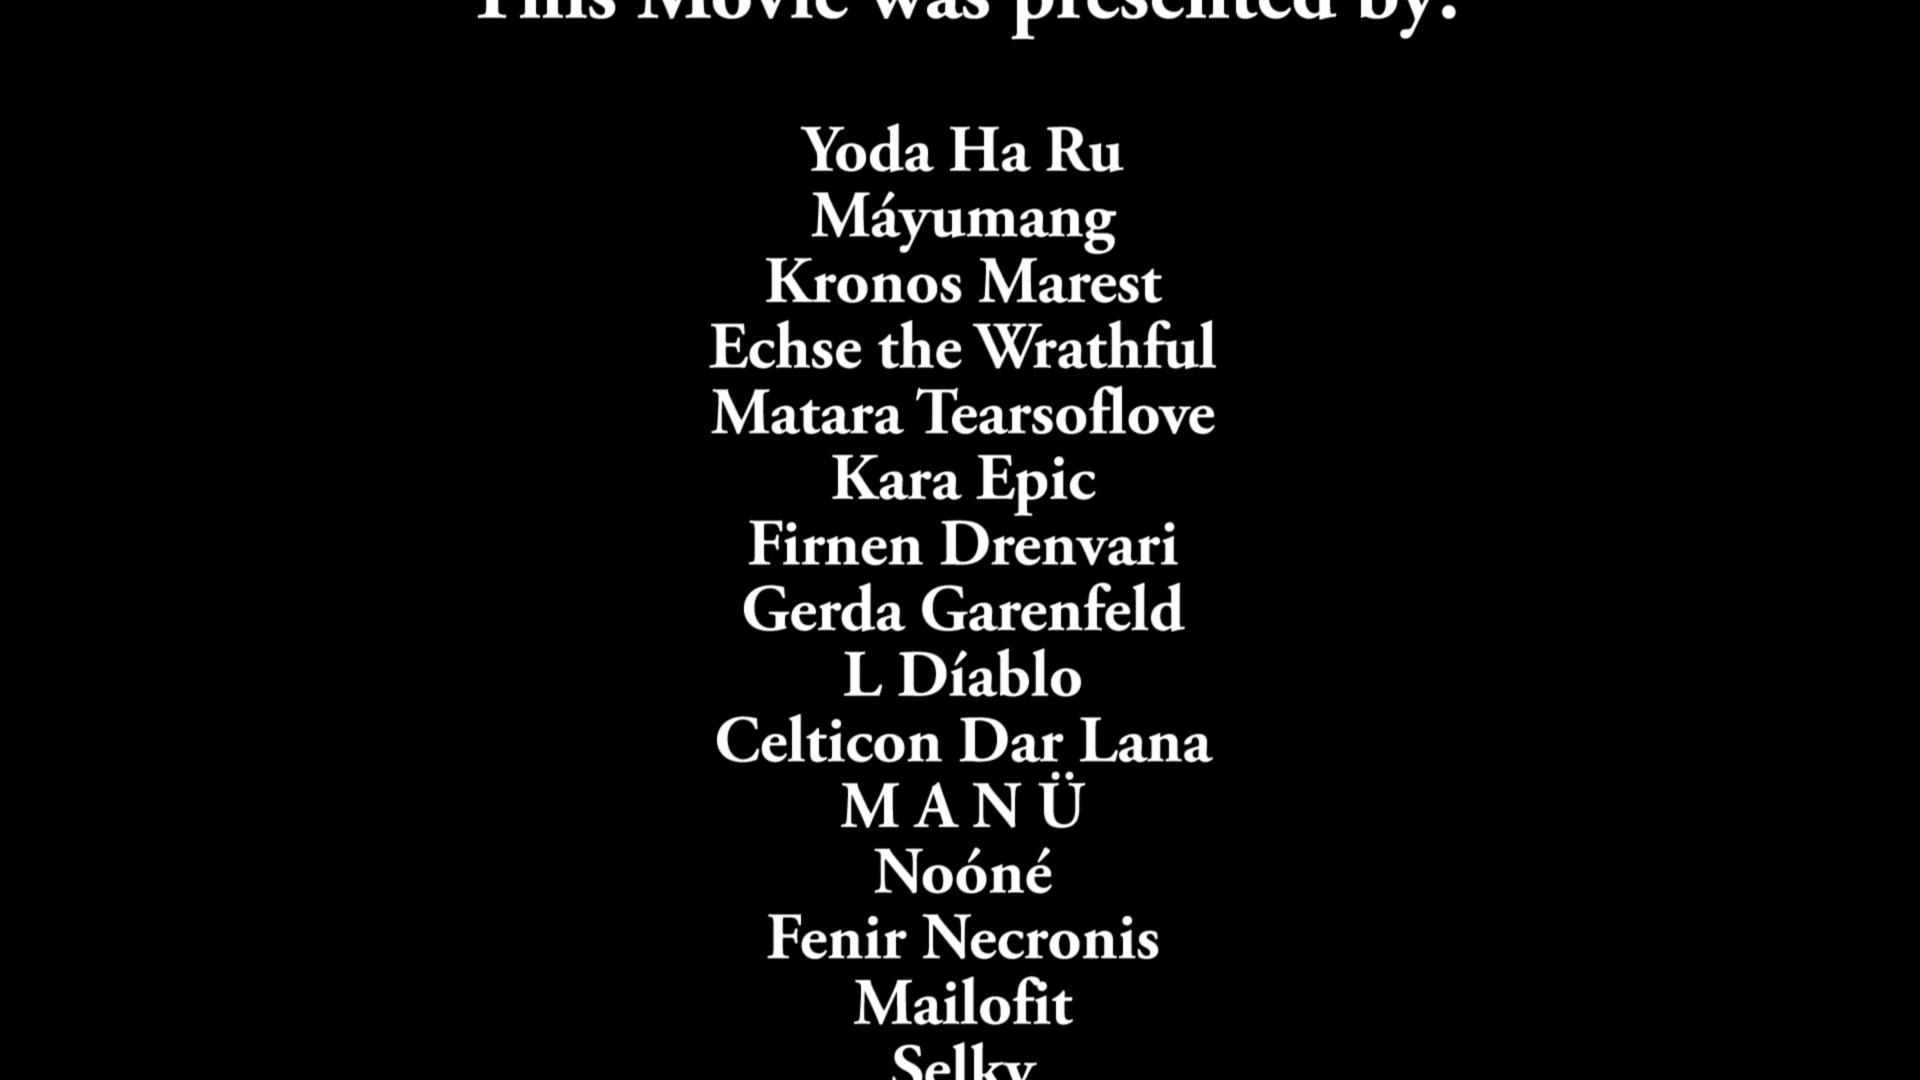 This Movie was presented by:
Yoda Ha Ru
Máyumang
Kronos Marest
Echse the Wrathful
Matara Tearsoflove
Kara Epic
Firnen Drenvari
Gerda Garenfeld
L Díablo
Celticon Dar Lana
M A N Ü
Noóné
Fenir Necronis
Mailofit
Selky